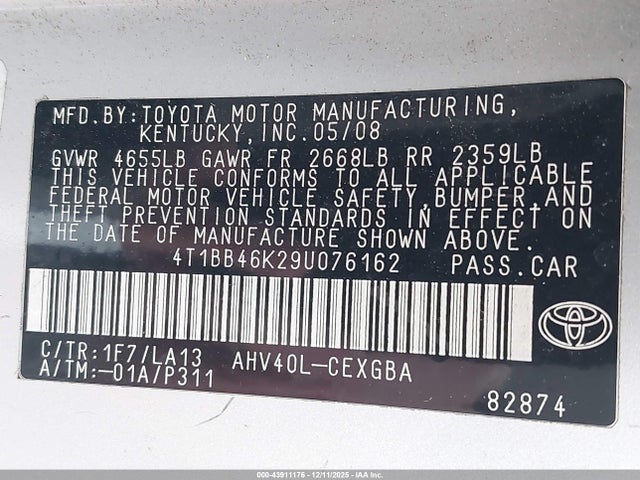 MFD.BY:TOYOTA MOTOR MANUFACTURING,
KENTUCKY,INC.05/08
GVWR 4655LB GAWR FR 2668LB RR 2359LB
THIS VEHICLE CONFORMS TO ALL APPLICABLE
FEDERAL MOTOR VEHICLE SAFETY,BUMPER,AND
THEFT PREVENTION STANDARDS IN EFFECT ON
THE DATE OF MANUFACTURE SHOWN ABOVE.
4T1BB46K29U076162 PASS.CAR
C/TR:1F7/LA13 AHV40L-CEXGBA
A/TM:-01A/P311
82874
000-43911176 - 12/11/2025 - IAA Inc.